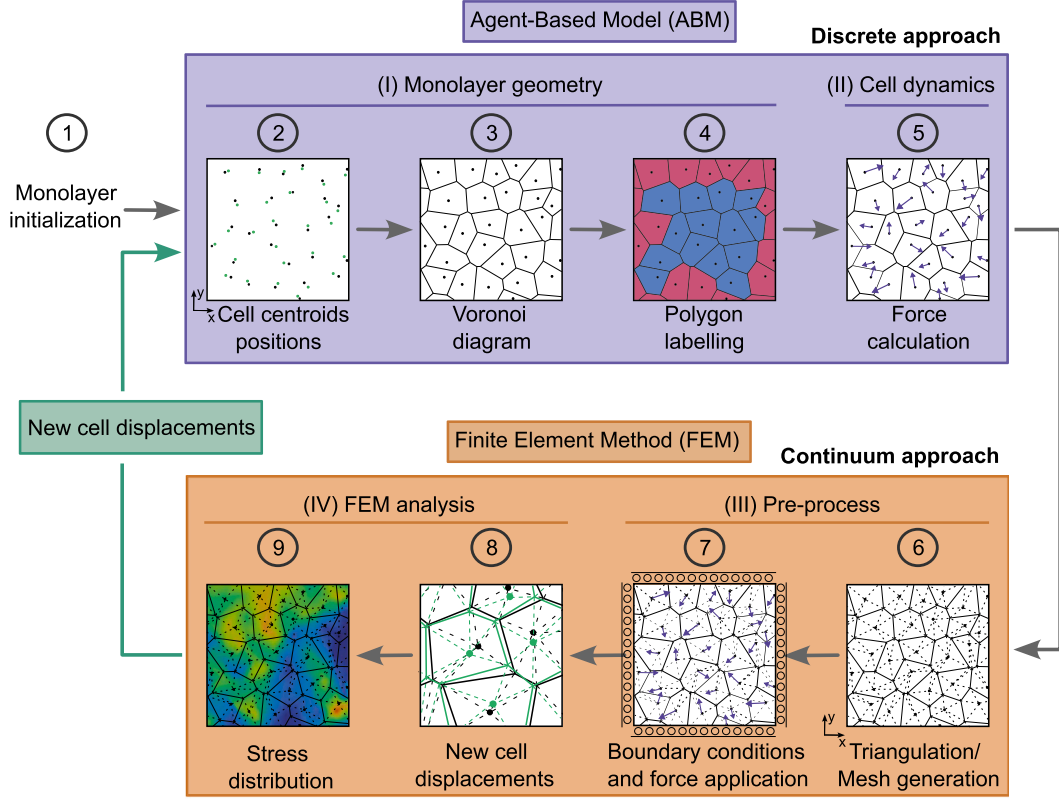 Agent-Based Model (ABM)
Discrete approach
(I) Monolayer geometry
(II) Cell dynamics
1
2
3
4
5
Monolayer
initialization
y
x
Cell centroids
positions
Voronoi
diagram
Polygon
labelling
Force
calculation
New cell displacements
Finite Element Method (FEM)
Continuum approach
(IV) FEM analysis
(III) Pre-process
9
8
7
6
y
x
Stress
distribution
New cell
displacements
Boundary conditions
and force application
Triangulation/
Mesh generation